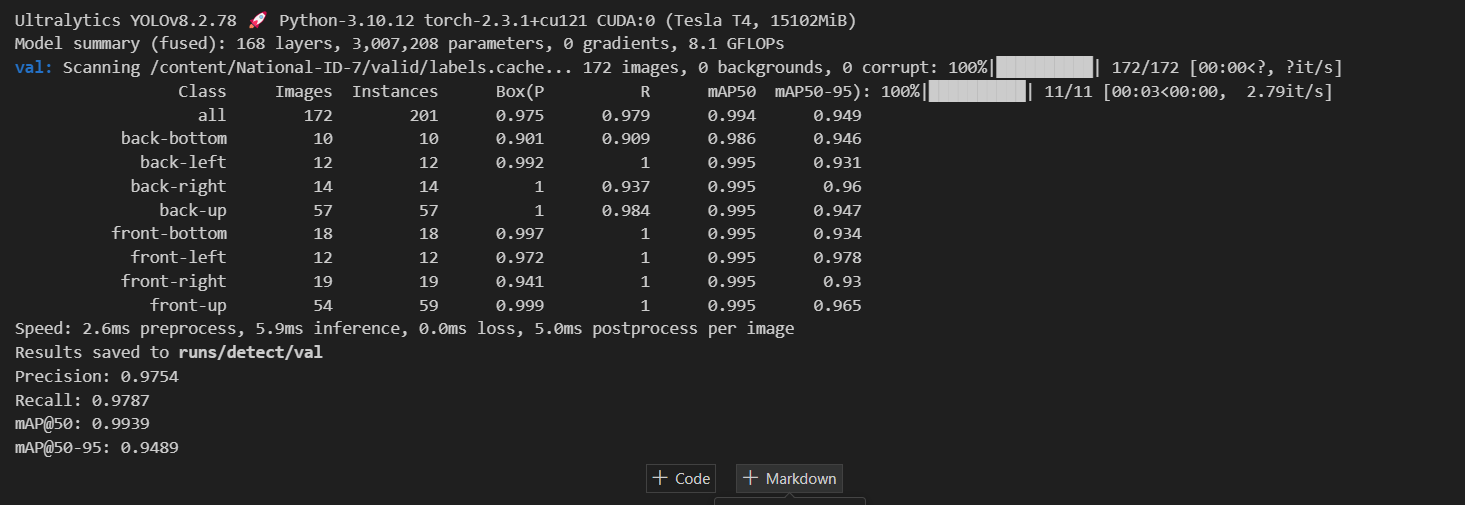 Ultralytics YOLOv8.2.78 🚀 Python-3.10.12 torch-2.3.1+cu121 CUDA:0 (Tesla T4, 15102MiB)
Model summary (fused): 168 layers, 3,007,208 parameters, 0 gradients, 8.1 GFLOPs
val: Scanning /content/National-ID-7/valid/labels.cache... 172 images, 0 backgrounds, 0 corrupt: 100%|██████████| 172/172 [00:00<?, ?it/s]
Class Images Instances Box(P R mAP50 mAP50-95): 100%|██████████| 11/11 [00:03<00:00, 2.79it/s]
all 172 201 0.975 0.979 0.994 0.949
back-bottom 10 10 0.901 0.909 0.986 0.946
back-left 12 12 0.992 1 0.995 0.931
back-right 14 14 1 0.937 0.995 0.96
back-up 57 57 1 0.984 0.995 0.947
front-bottom 18 18 0.997 1 0.995 0.934
front-left 12 12 0.972 1 0.995 0.978
front-right 19 19 0.941 1 0.995 0.93
front-up 54 59 0.999 1 0.995 0.965
Speed: 2.6ms preprocess, 5.9ms inference, 0.0ms loss, 5.0ms postprocess per image
Results saved to runs/detect/val
Precision: 0.9754
Recall: 0.9787
mAP@50: 0.9939
mAP@50-95: 0.9489
+ Code + Markdown